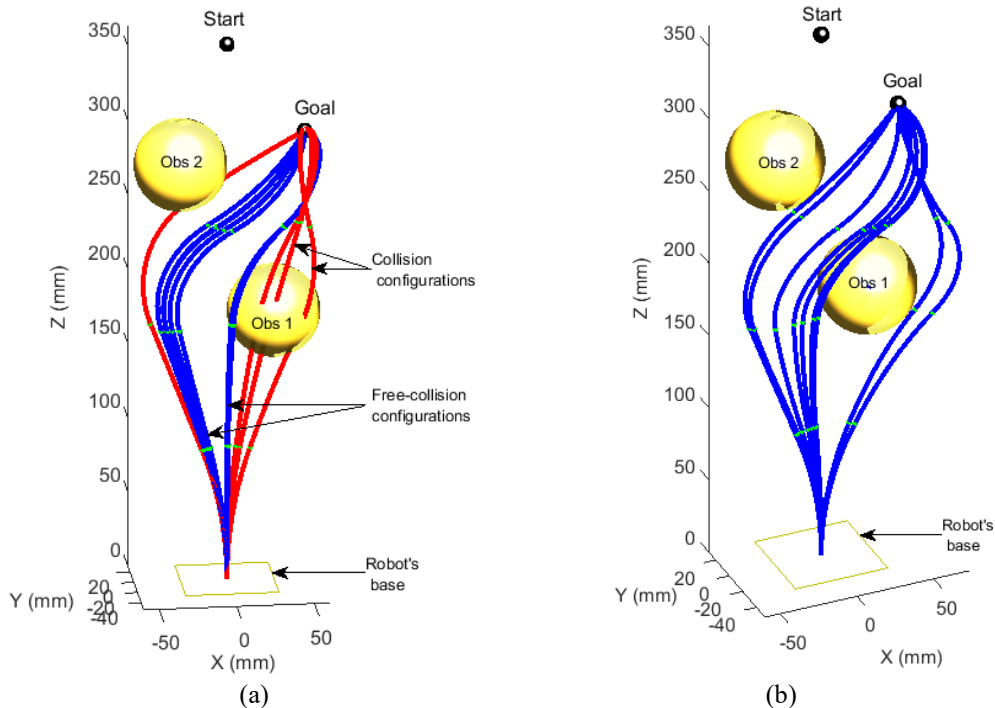 Start
350
300
250
200
150
100
50
0
Z (mm)
Goal
Obs 2
Obs 1
Collision
configurations
Free-collision
configurations
Robot's
base
20
0
-20
Y (mm)
-50
0
50
X (mm)
(a)
Start
350
300
250
200
150
100
50
0
Z (mm)
Goal
Obs 2
Obs 1
Robot's
base
20
0
-20
-40
Y (mm)
-50
0
50
X (mm)
(b)